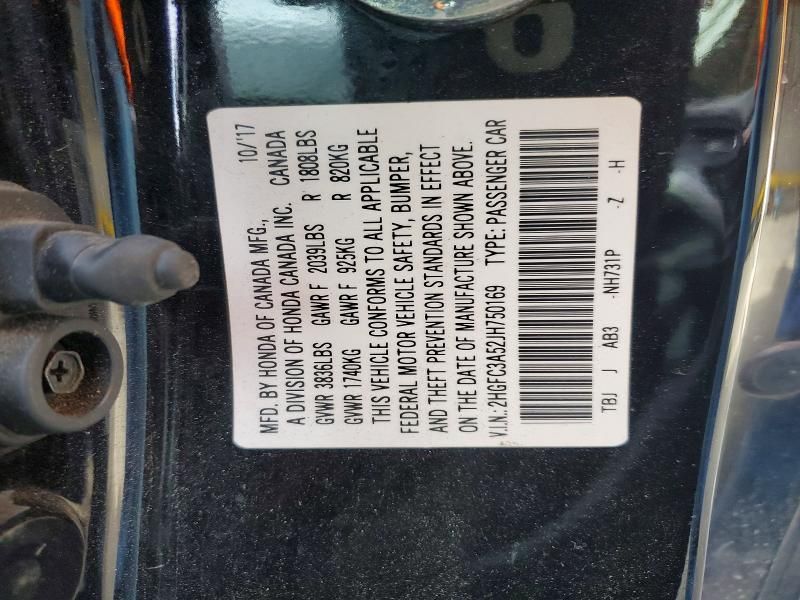 MFD. BY HONDA OF CANADA MFG., 10/'17
A DIVISION OF HONDA CANADA INC. CANADA
GVWR 3836LBS GAWR F 2039LBS R 1808LBS
GVWR 1740KG GAWR F 925KG R 820KG
THIS VEHICLE CONFORMS TO ALL APPLICABLE
FEDERAL MOTOR VEHICLE SAFETY, BUMPER,
AND THEFT PREVENTION STANDARDS IN EFFECT
ON THE DATE OF MANUFACTURE SHOWN ABOVE.
V.I.N.: 2HGFC3A52JH750169 TYPE: PASSENGER CAR
TBJ J AB3 -NH731P -Z -H